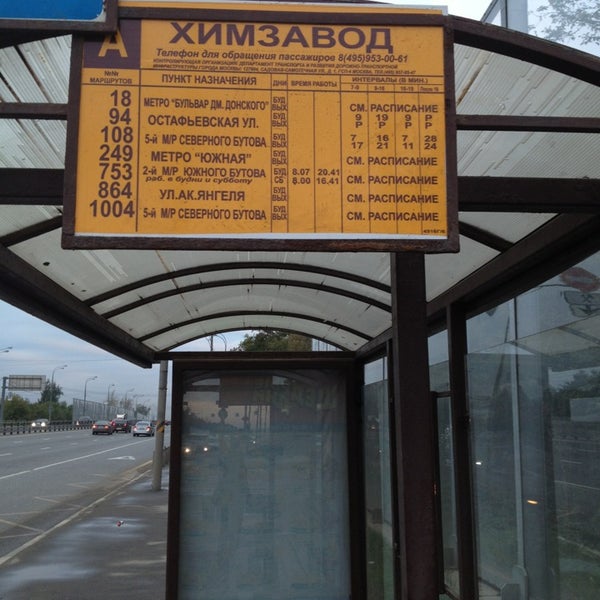 А ХИМЗАВОД
Телефон для обращения пассажиров 8(495)953-00-61
№№ МАРШРУТОВ ПУНКТ НАЗНАЧЕНИЯ ДНИ ВРЕМЯ РАБОТЫ ИНТЕРВАЛЫ (В МИН.)
18 МЕТРО "БУЛЬВАР ДМ. ДОНСКОГО" БУД ВЫХ СМ. РАСПИСАНИЕ
94 ОСТАФЬЕВСКАЯ УЛ. БУД 9 19 9 Р
ВЫХ Р Р Р Р
108 5-й М/Р СЕВЕРНОГО БУТОВА БУД 7 16 7 28
ВЫХ 17 21 11 24
249 МЕТРО "ЮЖНАЯ" БУД ВЫХ СМ. РАСПИСАНИЕ
753 2-й М/Р ЮЖНОГО БУТОВА БУД 8.07 20.41 СМ. РАСПИСАНИЕ
раб. в будни и субботу СБ 8.00 16.41
864 УЛ.АК.ЯНГЕЛЯ БУД ВЫХ СМ. РАСПИСАНИЕ
1004 5-й М/Р СЕВЕРНОГО БУТОВА БУД ВЫХ СМ. РАСПИСАНИЕ